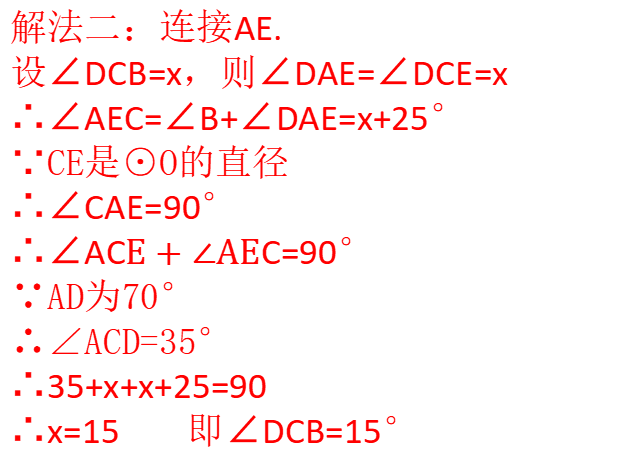 解法二：连接AE.
设∠DCB=x，则∠DAE=∠DCE=x
∴∠AEC=∠B+∠DAE=x+25°
∵CE是⊙O的直径
∴∠CAE=90°
∴∠ACE + ∠AEC=90°
∵AD为70°
∴∠ACD=35°
∴35+x+x+25=90
∴x=15 即∠DCB=15°